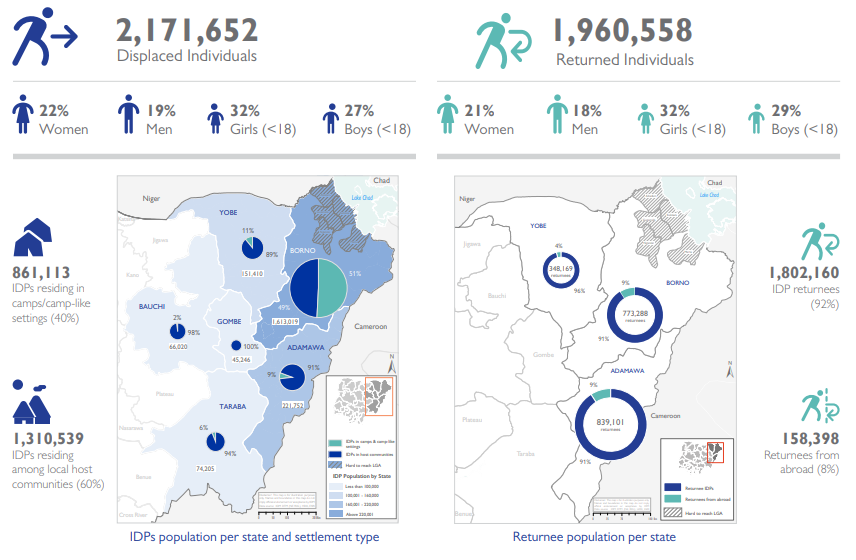 2,171,652
Displaced Individuals
1,960,558
Returned Individuals
22%
Women
19%
Men
32%
Girls (<18)
27%
Boys (<18)
21%
Women
18%
Men
32%
Girls (<18)
29%
Boys (<18)
861,113
IDPs residing in
camps/camp-like
settings (40%)
1,310,539
IDPs residing
among local host
communities (60%)
Chad
Niger
Lake Chad
YOBE
11%
89%
151,410
BORNO
51%
49%
1,613,019
Jigawa
Kano
BAUCHI
2%
98%
66,020
GOMBE
100%
45,246
Cameroon
ADAMAWA
9%
91%
221,752
N
Plateau
TARABA
6%
94%
74,205
Benue
Cross River
IDPs in camps & camp-like
settings
IDPs in host communities
Hard to reach LGA
IDP Population by State
Less than 100,000
100,001 - 160,000
160,001 - 220,000
Above 220,001
IDPs population per state and settlement type
Chad
Niger
Lake Chad
YOBE
4%
348,169
returnees
96%
Jigawa
Bauchi
BORNO
9%
773,288
returnees
91%
Gombe
ADAMAWA
9%
839,101
returnees
91%
Cameroon
N
Plateau
Taraba
Benue
Returnee IDPs
Returnees from abroad
Hard to reach LGA
Returnee population per state
1,802,160
IDP returnees
(92%)
158,398
Returnees from
abroad (8%)